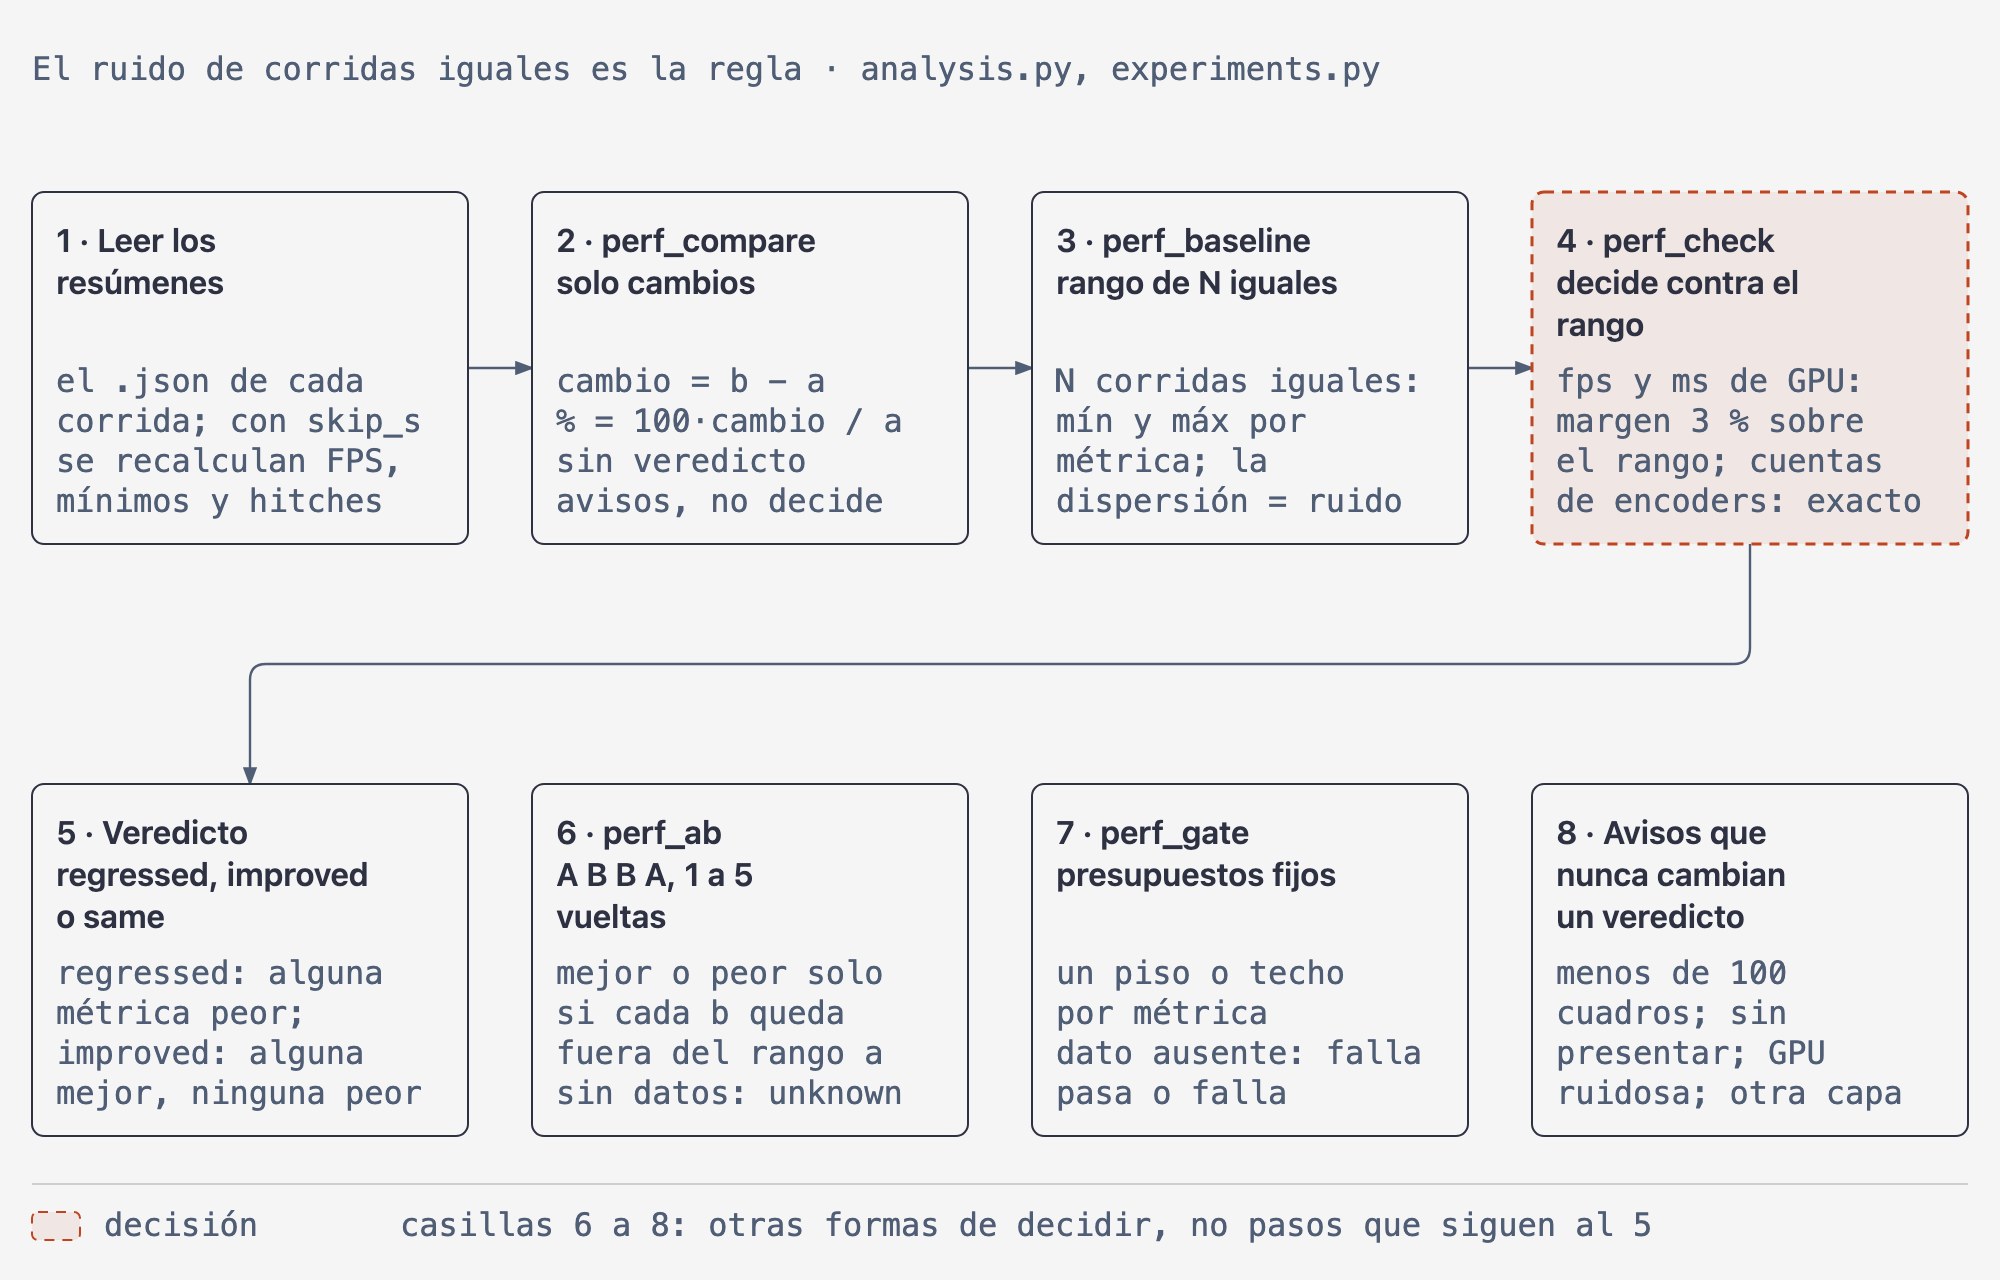 El ruido de corridas iguales es la regla · analysis.py, experiments.py
1 · Leer los
resúmenes
el .json de cada
corrida; con skip_s
se recalculan FPS,
mínimos y hitches
2 · perf_compare
solo cambios
cambio = b − a
% = 100·cambio / a
sin veredicto
avisos, no decide
3 · perf_baseline
rango de N iguales
N corridas iguales:
mín y máx por
métrica; la
dispersión = ruido
4 · perf_check
decide contra el
rango
fps y ms de GPU:
margen 3 % sobre
el rango; cuentas
de encoders: exacto
5 · Veredicto
regressed, improved
o same
regressed: alguna
métrica peor;
improved: alguna
mejor, ninguna peor
6 · perf_ab
A B B A, 1 a 5
vueltas
mejor o peor solo
si cada b queda
fuera del rango a
sin datos: unknown
7 · perf_gate
presupuestos fijos
un piso o techo
por métrica
dato ausente: falla
pasa o falla
8 · Avisos que
nunca cambian
un veredicto
menos de 100
cuadros; sin
presentar; GPU
ruidosa; otra capa
decisión
casillas 6 a 8: otras formas de decidir, no pasos que siguen al 5